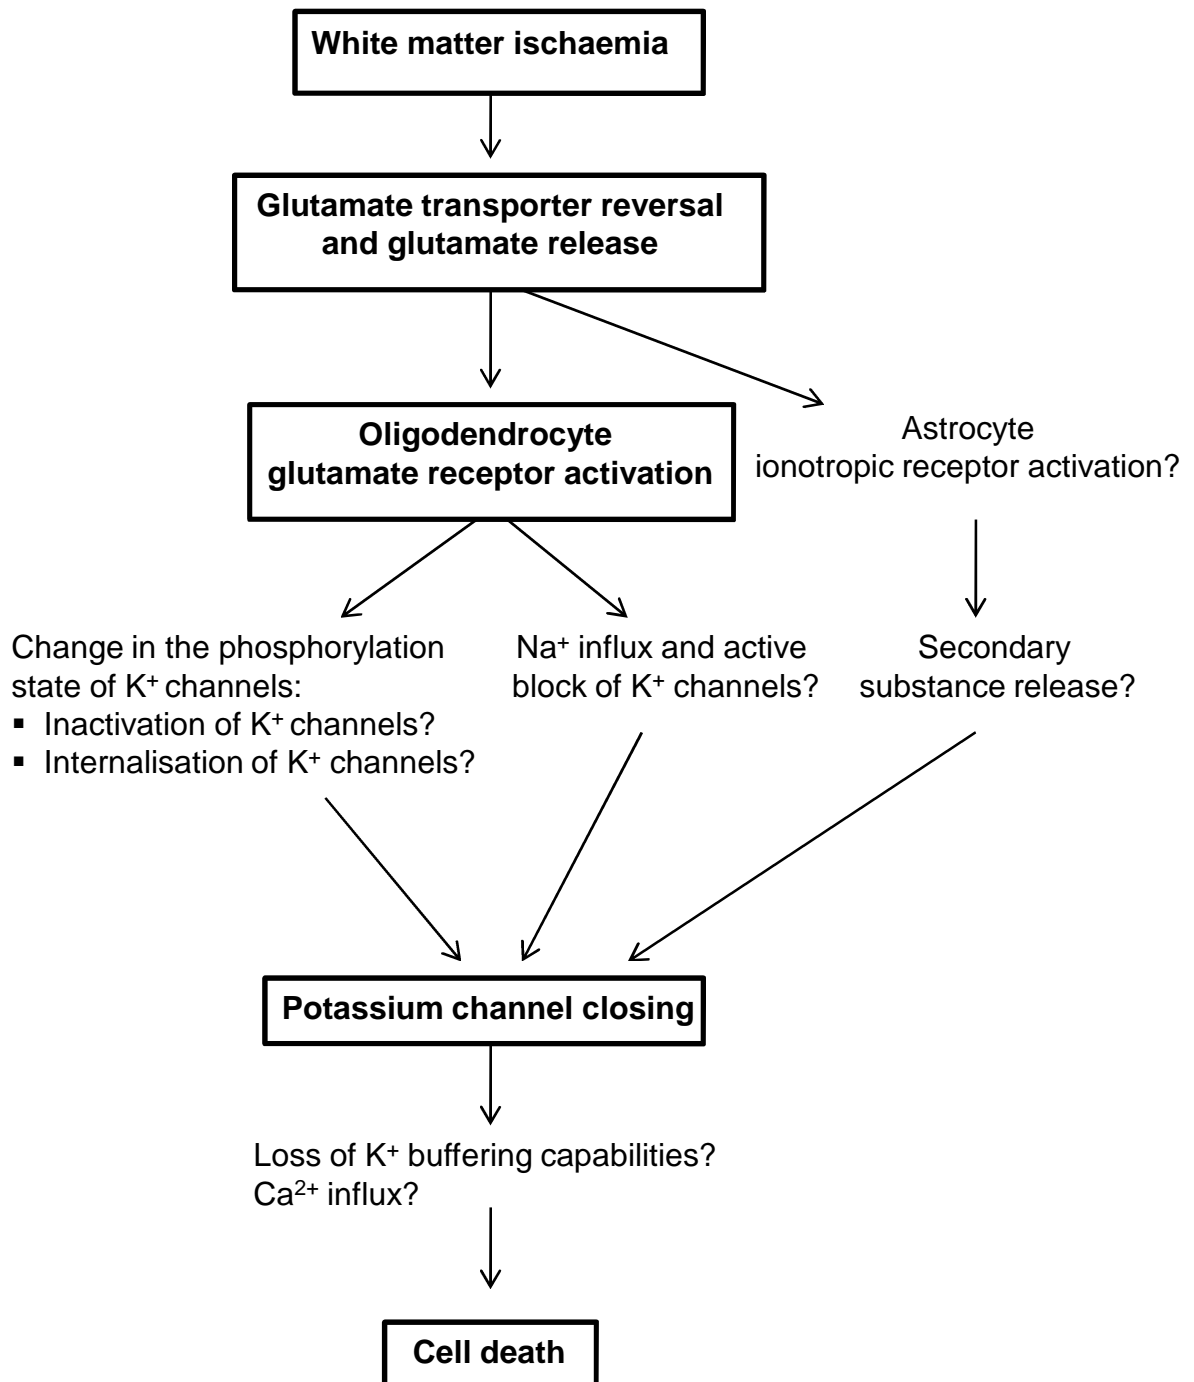 White matter ischaemia
Glutamate transporter reversal
and glutamate release
Oligodendrocyte
glutamate receptor activation
Astrocyte
ionotropic receptor activation?
Change in the phosphorylation
state of K⁺ channels:
▪ Inactivation of K⁺ channels?
▪ Internalisation of K⁺ channels?
Na⁺ influx and active
block of K⁺ channels?
Secondary
substance release?
Potassium channel closing
Loss of K⁺ buffering capabilities?
Ca²⁺ influx?
Cell death